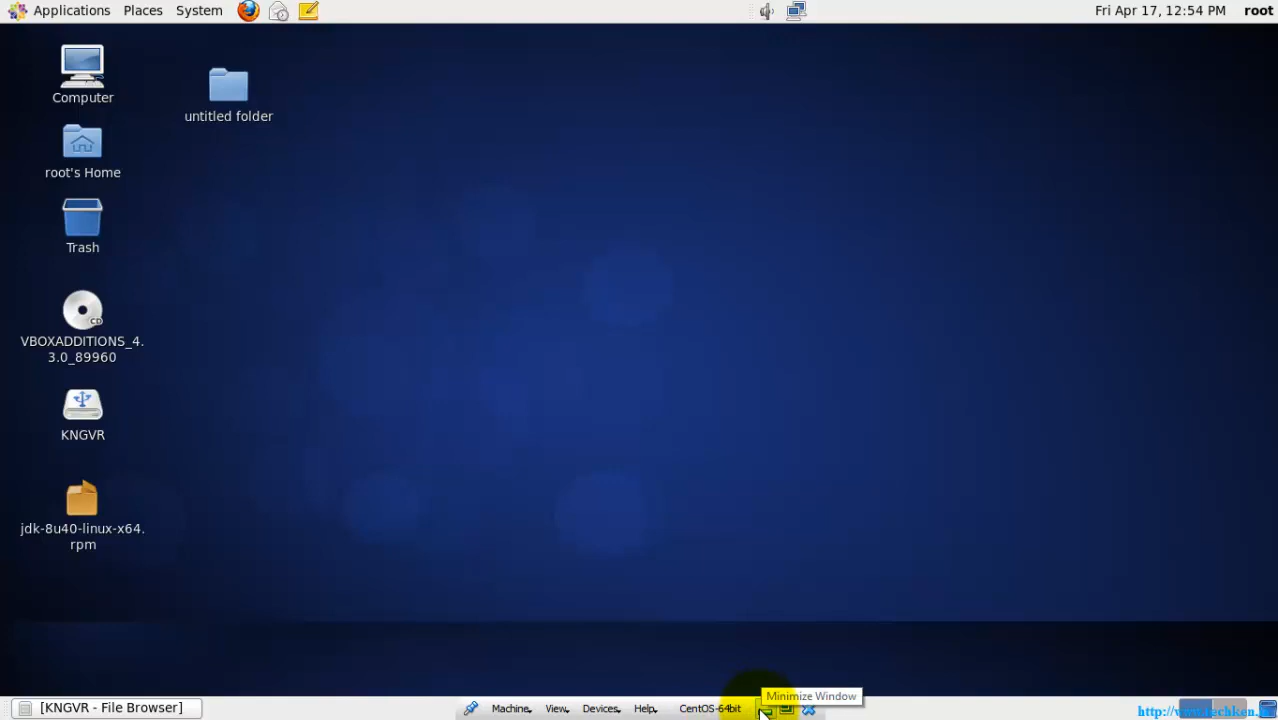 Applications Places System Fri Apr 17, 12:54 PM root
Computer
untitled folder
root's Home
Trash
CD
VBOXADDITIONS_4.
3.0_89960
KNGVR
jdk-8u40-linux-x64.
rpm
Minimize Window
[KNGVR - File Browser] Machine View Devices Help CentOS-64bit